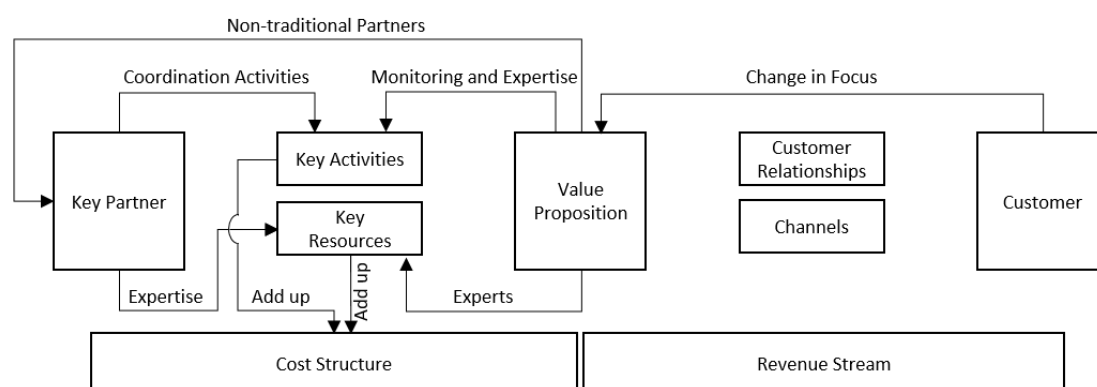 Non-traditional Partners
Coordination Activities
Monitoring and Expertise
Change in Focus
Key Partner
Key Activities
Key
Resources
Value
Proposition
Customer
Relationships
Channels
Customer
Expertise
Add up
Add up
Experts
Cost Structure
Revenue Stream